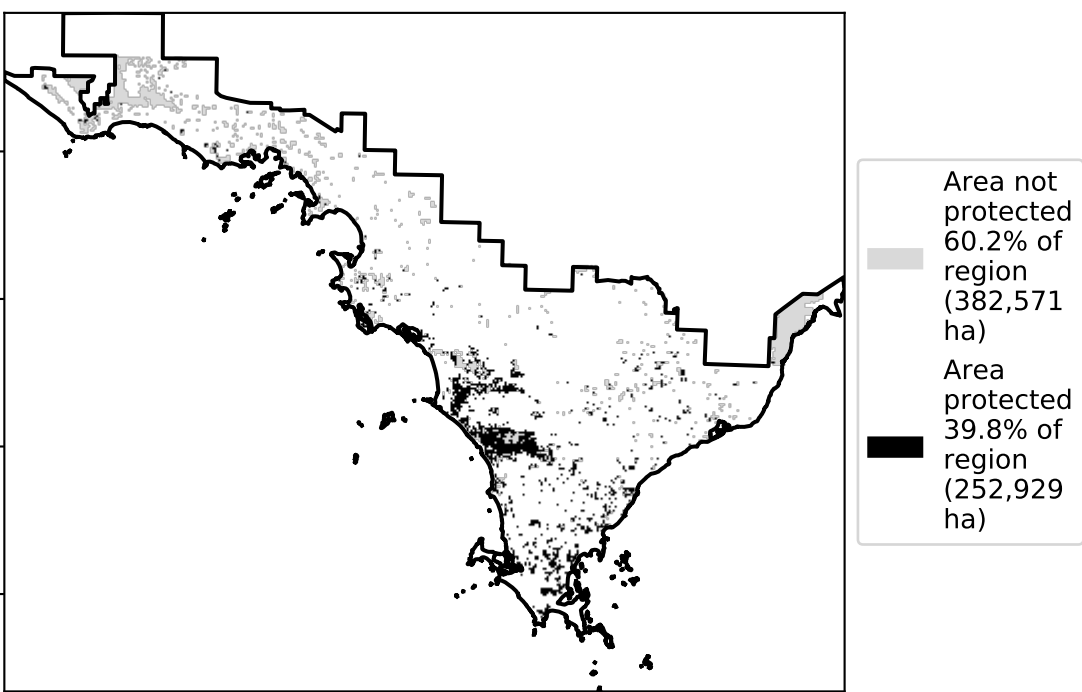 Area not
protected
60.2% of
region
(382,571
ha)
Area
protected
39.8% of
region
(252,929
ha)